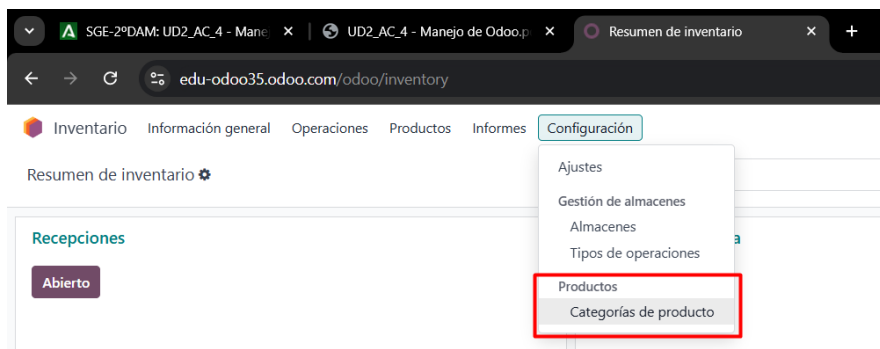 SGE-2ºDAM: UD2_AC_4 - Mane
UD2_AC_4 - Manejo de Odoo.p
Resumen de inventario
edu-odoo35.odoo.com/odoo/inventory
Inventario Información general Operaciones Productos Informes Configuración
Resumen de inventario
Ajustes
Gestión de almacenes
Almacenes
Tipos de operaciones
Productos
Categorías de producto
Recepciones
Abierto